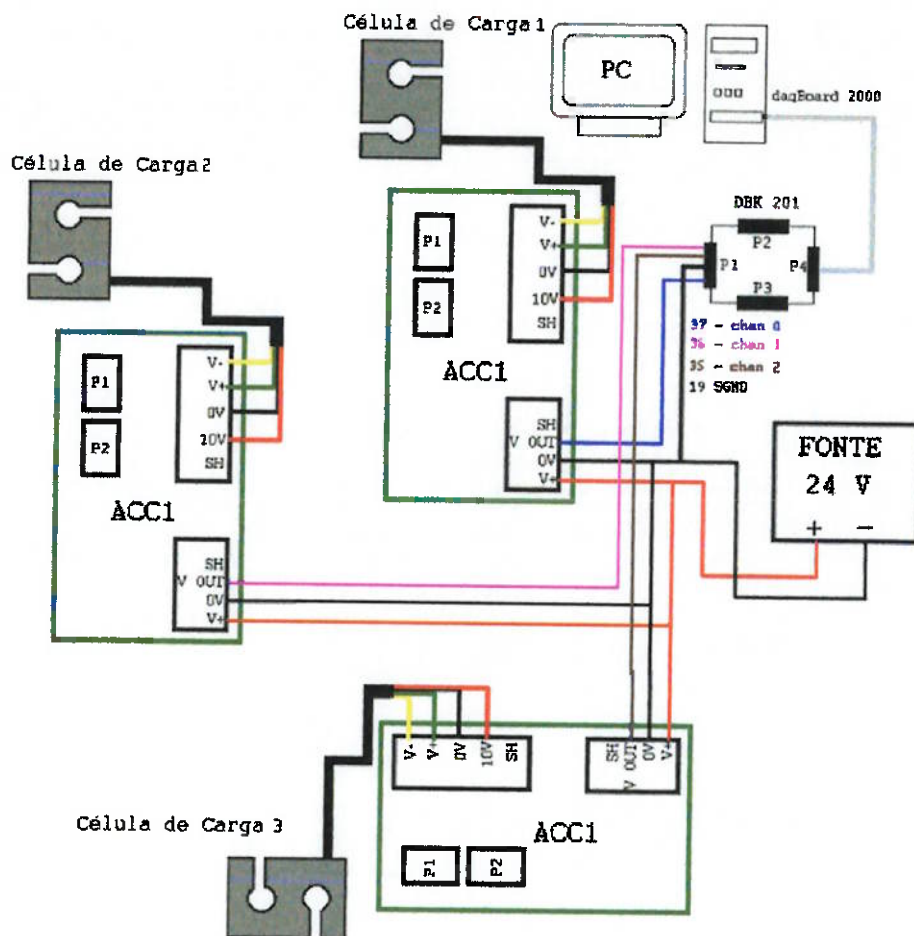 Célula de Carga 1
PC
daqBoard 2000
Célula de Carga 2
DBK 201
P2
P1
P4
P3
37 - chan 0
36 - chan 1
35 - chan 2
19 SGND
P1
P2
V-
V+
0V
10V
SH
ACC1
SH
V OUT
0V
V+
P1
P2
V-
V+
0V
10V
SH
ACC1
SH
V OUT
0V
V+
FONTE
24 V
+ -
V-
V+
0V
10V
SH
SH
V OUT
0V
V+
Célula de Carga 3
ACC1
P1
P2